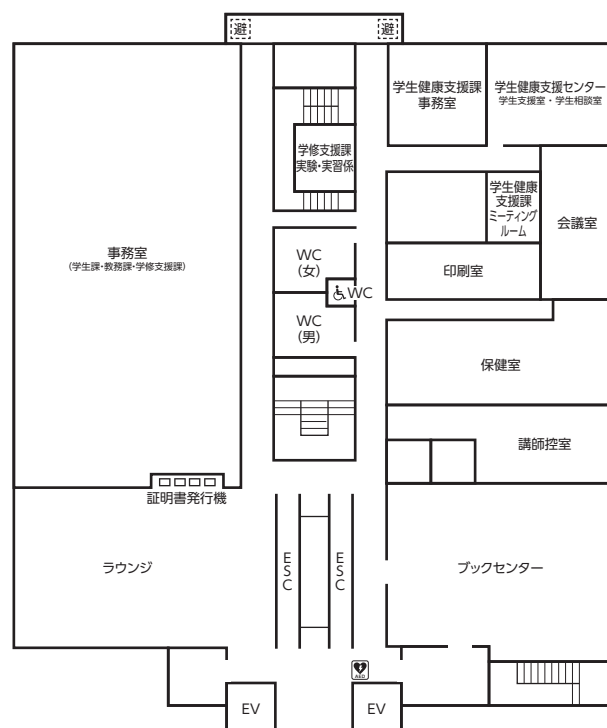 避
避
学生健康支援課
事務室
学生健康支援センター
学生支援室・学生相談室
学修支援課
実験・実習係
学生健康
支援課
ミーティング
ルーム
会議室
事務室
(学生課・教務課・学修支援課)
WC
(女)
WC
印刷室
WC
(男)
保健室
講師控室
証明書発行機
ラウンジ
ESC
ESC
ブックセンター
AED
EV
EV